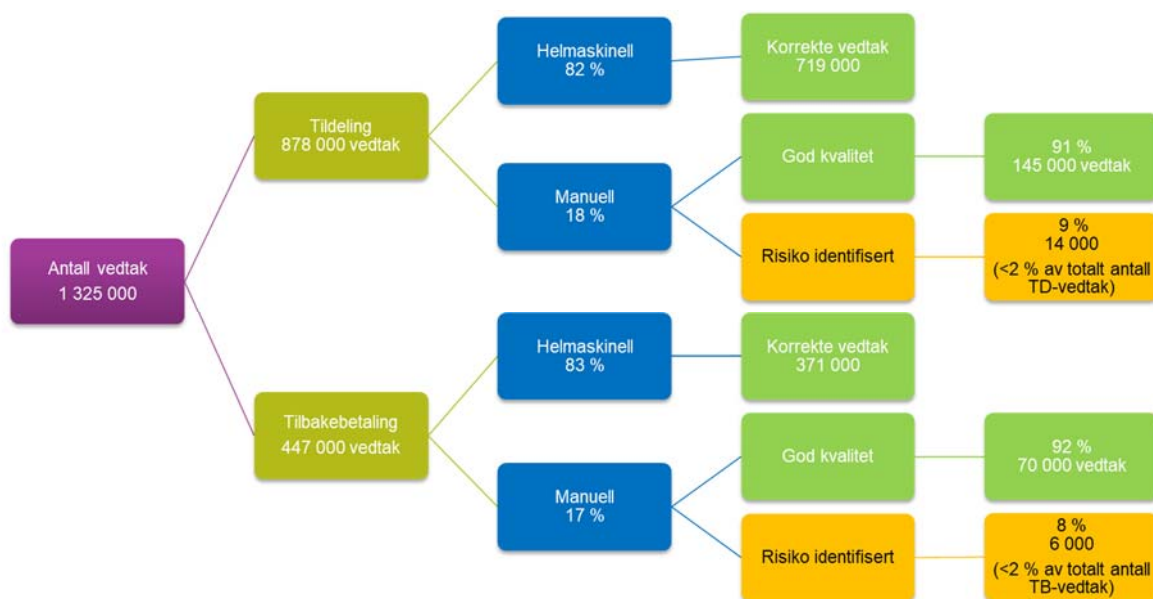 Antall vedtak
1 325 000
Tildeling
878 000 vedtak
Helmaskinell
82 %
Korrekte vedtak
719 000
Manuell
18 %
God kvalitet
91 %
145 000 vedtak
Risiko identifisert
9 %
14 000
(<2 % av totalt antall
TD-vedtak)
Tilbakebetaling
447 000 vedtak
Helmaskinell
83 %
Korrekte vedtak
371 000
Manuell
17 %
God kvalitet
92 %
70 000 vedtak
Risiko identifisert
8 %
6 000
(<2 % av totalt antall
TB-vedtak)